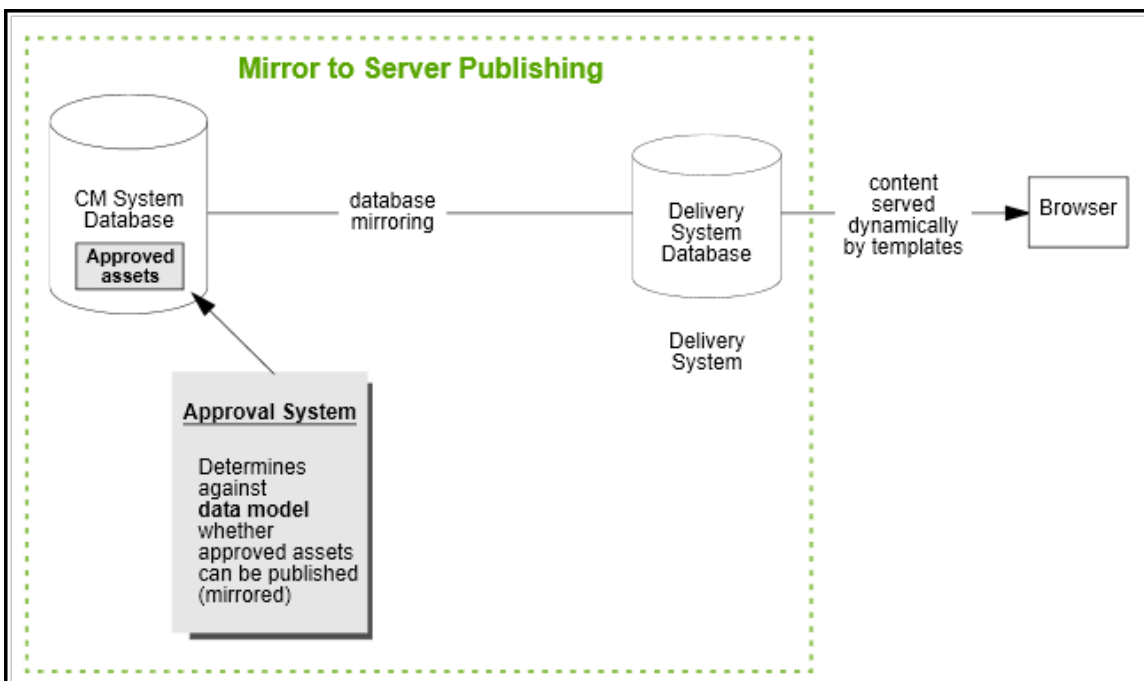 Mirror to Server Publishing
CM System
Database
Approved
assets
database
mirroring
Delivery
System
Database
content
served
dynamically
by templates
Browser
Delivery
System
Approval System
Determines
against
data model
whether
approved assets
can be published
(mirrored)